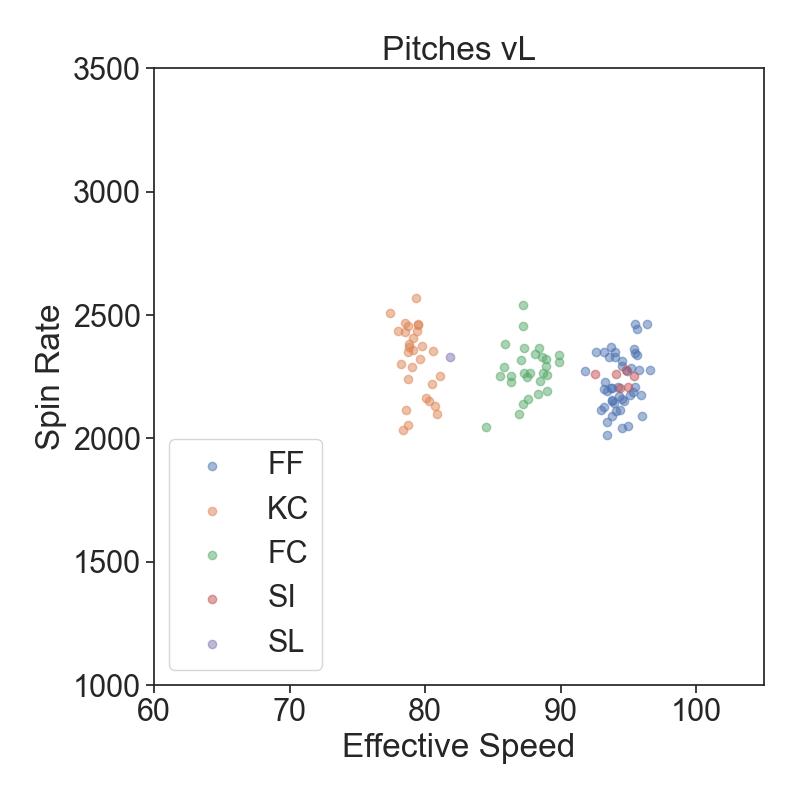 Pitches vL
3500
3000
2500
2000
1500
1000
Spin Rate
FF
KC
FC
SI
SL
60 70 80 90 100
Effective Speed